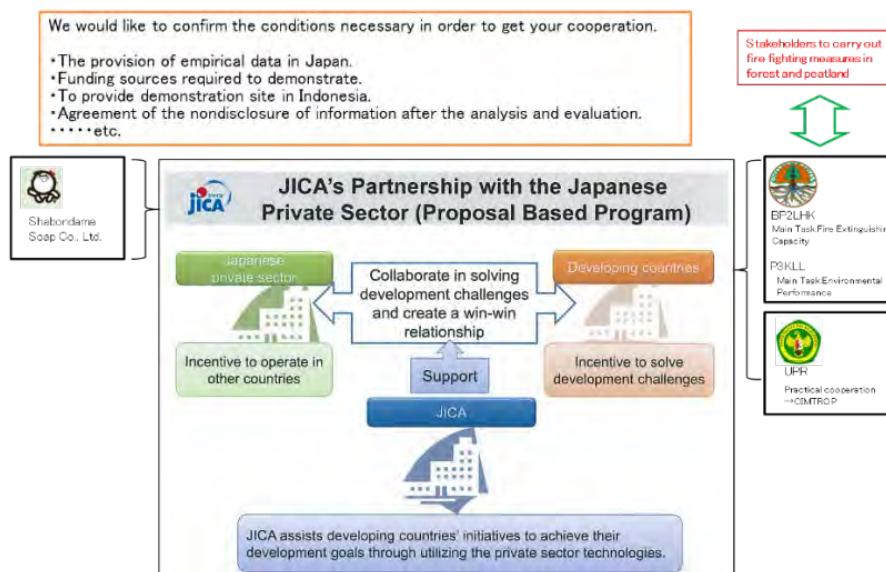 We would like to confirm the conditions necessary in order to get your cooperation.
・The provision of empirical data in Japan.
・Funding sources required to demonstrate.
・To provide demonstration site in Indonesia.
・Agreement of the nondisclosure of information after the analysis and evaluation.
・・・・・etc.
Stakeholders to carry out
fire fighting measures in
forest and peatland
Shabondama
Soap Co., Ltd.
JICA
JICA's Partnership with the Japanese
Private Sector (Proposal Based Program)
Japanese
private sector
Collaborate in solving
development challenges
and create a win-win
relationship
Developing countries
Incentive to operate in
other countries
Support
Incentive to solve
development challenges
JICA
JICA assists developing countries' initiatives to achieve their
development goals through utilizing the private sector technologies.
BP2LHK
Main Task:Fire Extinguishin
Capacity
P3KLL
Main Task:Environmental
Performance
UPR
Practical cooperation
→CIMTROP